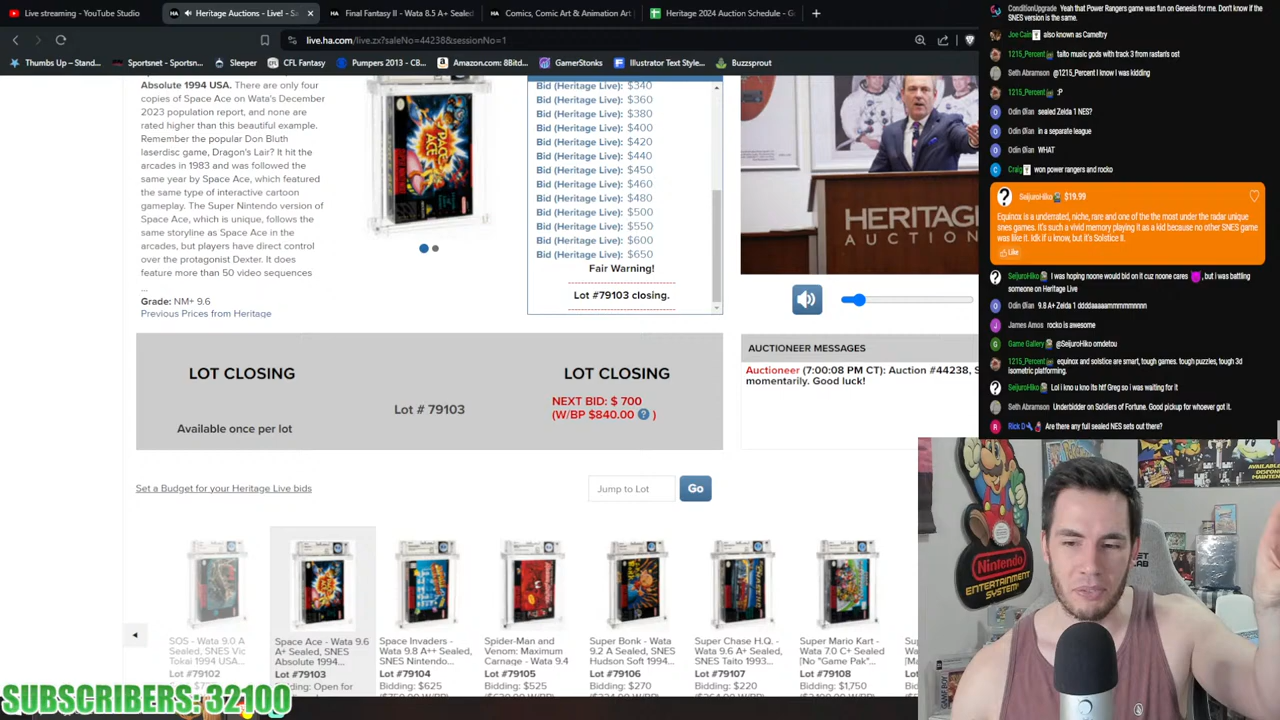 Live streaming - YouTube Studio
Heritage Auctions - Live! - Sa
Final Fantasy II - Wata 8.5 A+ Sealed
Comics, Comic Art & Animation Art
Heritage 2024 Auction Schedule - G
live.ha.com/live.zx?saleNo=44238&sessionNo=1
Thumbs Up – Stand...
Sportsnet - Sportsn...
Sleeper
CFL Fantasy
Pumpers 2013 - CB...
Amazon.com: 8Bitd...
GamerStonks
Illustrator Text Style...
Buzzsprout
Absolute 1994 USA. There are only four
copies of Space Ace on Wata's December
2023 population report, and none are
rated higher than this beautiful example.
Remember the popular Don Bluth
laserdisc game, Dragon's Lair? It hit the
arcades in 1983 and was followed the
same year by Space Ace, which featured
the same type of interactive cartoon
gameplay. The Super Nintendo version of
Space Ace, which is unique, follows the
same storyline as Space Ace in the
arcades, but players have direct control
over the protagonist Dexter. It does
feature more than 50 video sequences
...
Grade: NM+ 9.6
Previous Prices from Heritage
SPACE ACE
Bid (Heritage Live): $340
Bid (Heritage Live): $360
Bid (Heritage Live): $380
Bid (Heritage Live): $400
Bid (Heritage Live): $420
Bid (Heritage Live): $440
Bid (Heritage Live): $450
Bid (Heritage Live): $460
Bid (Heritage Live): $480
Bid (Heritage Live): $500
Bid (Heritage Live): $550
Bid (Heritage Live): $600
Bid (Heritage Live): $650
Fair Warning!
Lot #79103 closing.
HERITAGE
AUCTIONS
LOT CLOSING
Available once per lot
Lot # 79103
LOT CLOSING
NEXT BID: $ 700
(W/BP $840.00 ? )
AUCTIONEER MESSAGES
Auctioneer (7:00:08 PM CT): Auction #44238, S
momentarily. Good luck!
Set a Budget for your Heritage Live bids
Jump to Lot
Go
SOS - Wata 9.0 A
Sealed, SNES Vic
Tokai 1994 USA...
Lot #79102
Space Ace - Wata 9.6
A+ Sealed, SNES
Absolute 1994...
Lot #79103
Bidding: Open for
Space Invaders -
Wata 9.8 A++ Sealed,
SNES Nintendo...
Lot #79104
Bidding: $625
Spider-Man and
Venom: Maximum
Carnage - Wata 9.4
Lot #79105
Bidding: $525
Super Bonk - Wata
9.2 A Sealed, SNES
Hudson Soft 1994...
Lot #79106
Bidding: $270
Super Chase H.Q. -
Wata 9.6 A+ Sealed,
SNES Taito 1993...
Lot #79107
Bidding: $220
Super Mario Kart -
Wata 7.0 C+ Sealed
[No "Game Pak"
Lot #79108
Bidding: $1,750
SUBSCRIBERS: 32100
ConditionUpgrade Yeah that Power Rangers game was fun on Genesis for me. Don't know if the
SNES version is the same.
Joe Cain also known as Cameltry
1215_Percent taito music gods with track 3 from rastan's ost
Seth Abramson @1215_Percent I know I was kidding
1215_Percent :P
Odin Øian sealed Zelda 1 NES?
Odin Øian in a separate league
Odin Øian WHAT
Craig won power rangers and rocko
SeijuroHiko $19.99
Equinox is a underrated, niche, rare and one of the the most under the radar unique
snes games. It's such a vivid memory playing it as a kid because no other SNES game
was like it. Idk if u know, but it's Solstice II.
Like
SeijuroHiko I was hoping noone would bid on it cuz noone cares , but i was battling
someone on Heritage Live
Odin Øian 9.8 A+ Zelda 1 ddddaaaaammmmnnnn
James Amos rocko is awesome
Game Gallery @SeijuroHiko omdetou
1215_Percent equinox and solstice are smart, tough games. tough puzzles, tough 3d
isometric platforming.
SeijuroHiko Lol i kno u kno its htf Greg so i was waiting for it
Seth Abramson Underbidder on Soldiers of Fortune. Good pickup for whoever got it.
Rick D Are there any full sealed NES sets out there?
Nintendo
ENTERTAINMENT
SYSTEM